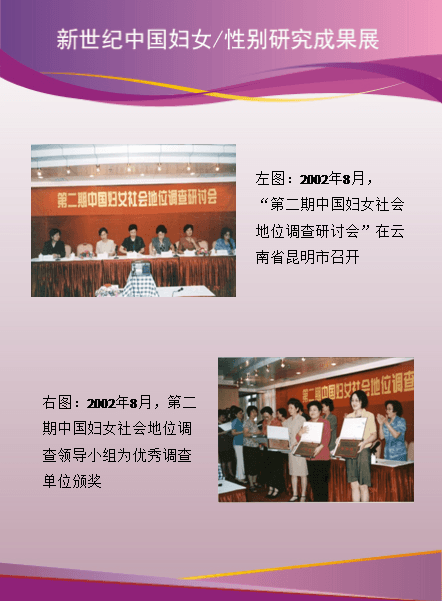 新世纪中国妇女/性别研究成果展
第二期中国妇女社会地位调查研讨会
左图：2002年8月，
“第二期中国妇女社会
地位调查研讨会”在云
南省昆明市召开
右图：2002年8月，第二
期中国妇女社会地位调
查领导小组为优秀调查
单位颁奖
第二期中国妇女社会地位调查